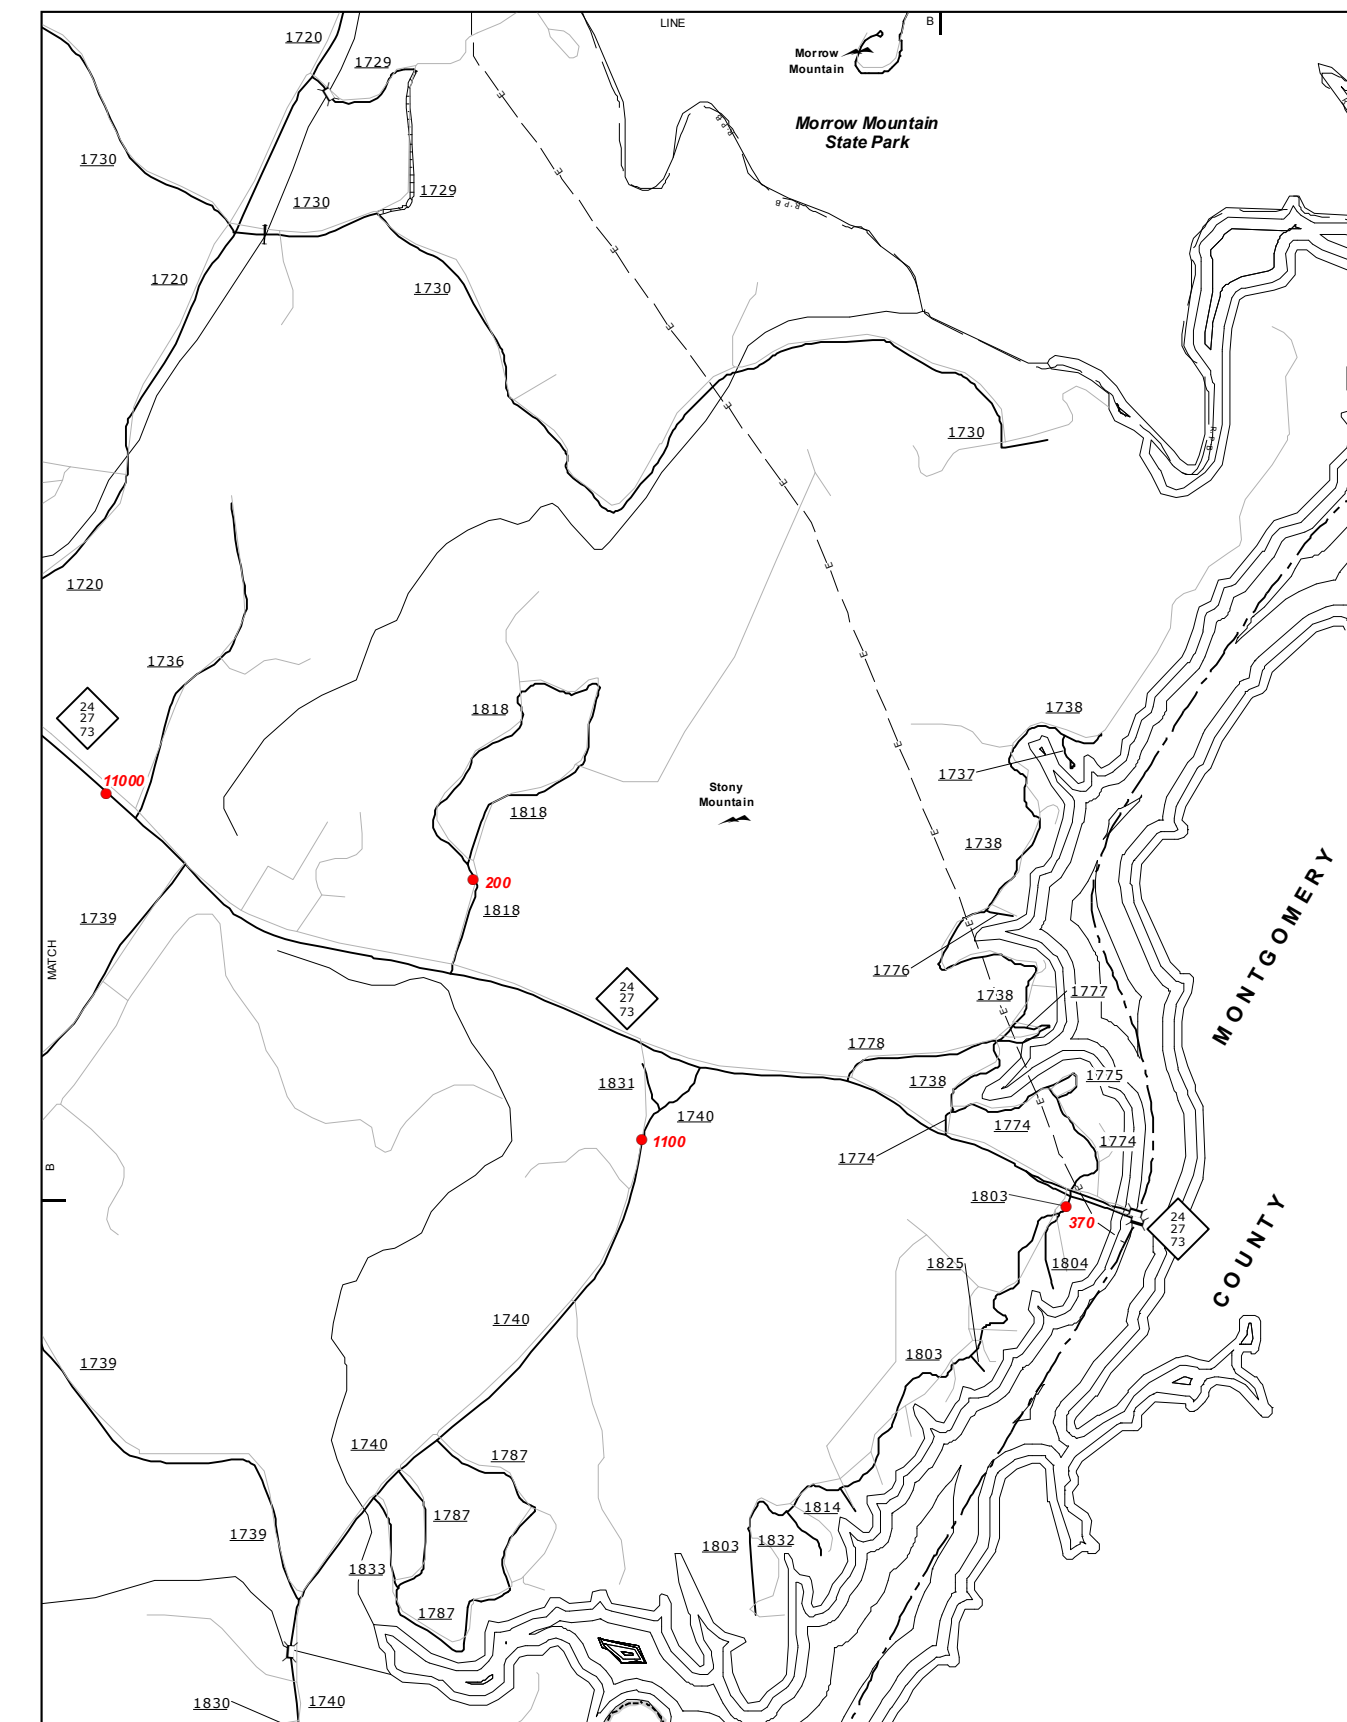 LINE
B
1720
1729
Morrow
Mountain
Morrow Mountain
State Park
E
R.P.B
1730
E
1729
1730
R.P.B
E
1720
1730
E
E
1730
R.P.B
E
E
1720
E
1736
24
27
73
1818
1738
E
1737
11000
Stony
Mountain
1818
E
1738
200
1818
1739
E
MATCH
1776
24
27
73
1738
1777
E
MONTGOMERY
1778
1831
1738
1775
E
1740
1774
1774
1100
1774
B
E
1803
370
24
27
73
COUNTY
1825
1804
1740
1803
1739
1740
1787
1787
1814
1739
1803
1832
1833
1787
1830
1740